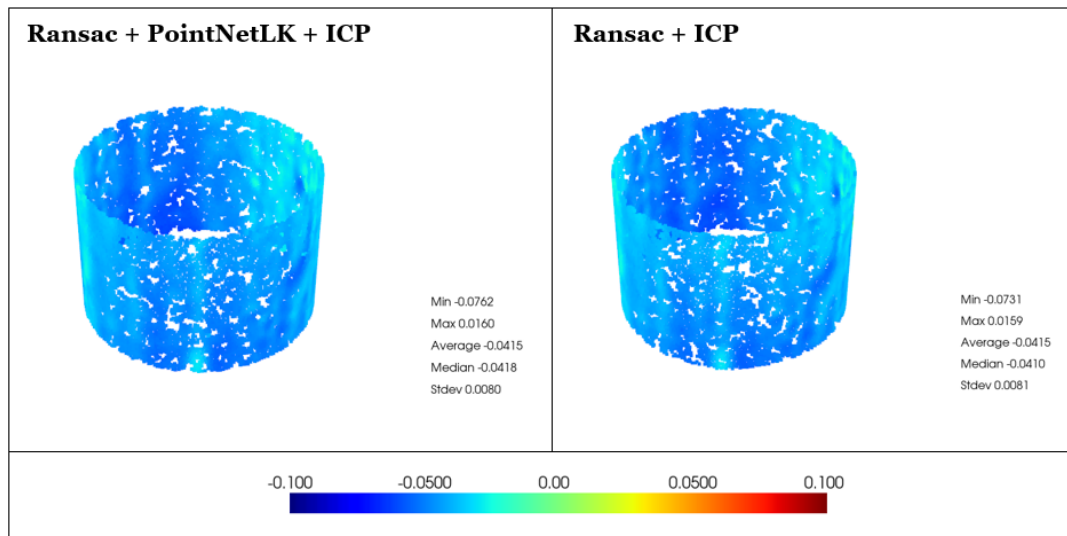 Ransac + PointNetLK + ICP
Min -0.0762
Max 0.0160
Average -0.0415
Median -0.0418
Stdev 0.0080
Ransac + ICP
Min -0.0731
Max 0.0159
Average -0.0415
Median -0.0410
Stdev 0.0081
-0.100 -0.0500 0.00 0.0500 0.100